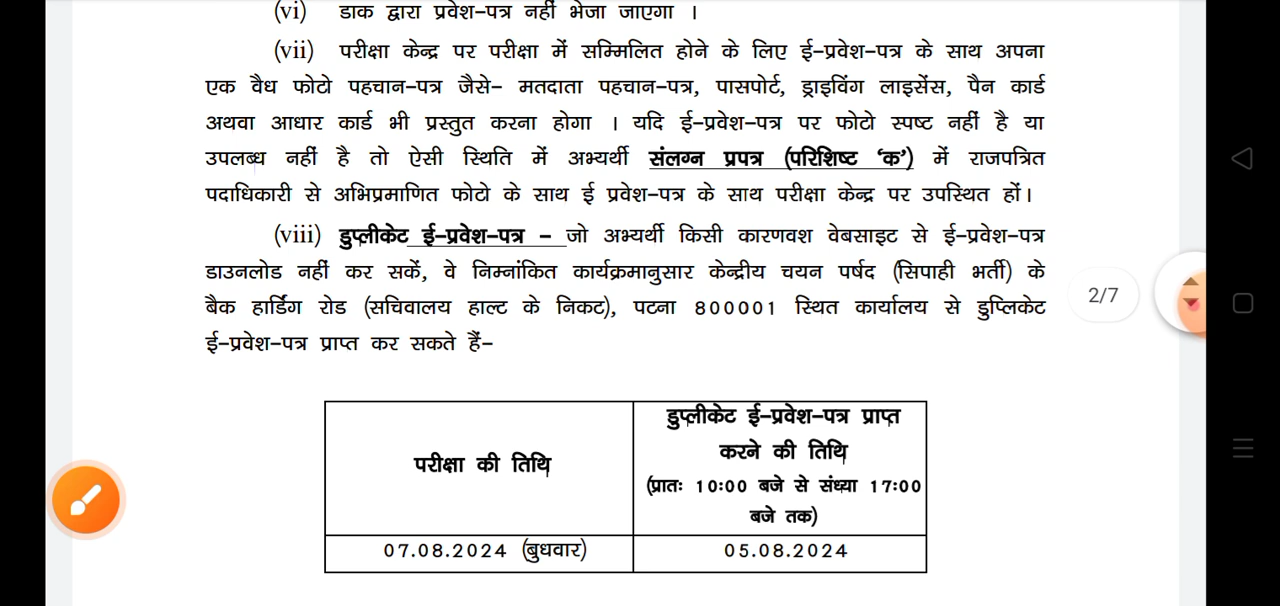 (vi) डाक द्वारा प्रवेश-पत्र नहीं भेजा जाएगा ।
(vii) परीक्षा केन्द्र पर परीक्षा में सम्मिलित होने के लिए ई-प्रवेश-पत्र के साथ अपना
एक वैध फोटो पहचान-पत्र जैसे- मतदाता पहचान-पत्र, पासपोर्ट, ड्राइविंग लाइसेंस, पैन कार्ड
अथवा आधार कार्ड भी प्रस्तुत करना होगा । यदि ई-प्रवेश-पत्र पर फोटो स्पष्ट नहीं है या
उपलब्ध नहीं है तो ऐसी स्थिति में अभ्यर्थी संलग्न प्रपत्र (परिशिष्ट ‘क’) में राजपत्रित
पदाधिकारी से अभिप्रमाणित फोटो के साथ ई प्रवेश-पत्र के साथ परीक्षा केन्द्र पर उपस्थित हों।
(viii) डुप्लीकेट ई-प्रवेश-पत्र - जो अभ्यर्थी किसी कारणवश वेबसाइट से ई-प्रवेश-पत्र
डाउनलोड नहीं कर सकें, वे निम्नांकित कार्यक्रमानुसार केन्द्रीय चयन पर्षद (सिपाही भर्ती) के
बैक हार्डिंग रोड (सचिवालय हाल्ट के निकट), पटना 800001 स्थित कार्यालय से डुप्लिकेट
ई-प्रवेश-पत्र प्राप्त कर सकते हैं-
2/7
परीक्षा की तिथि
डुप्लीकेट ई-प्रवेश-पत्र प्राप्त
करने की तिथि
(प्रातः 10:00 बजे से संध्या 17:00
बजे तक)
07.08.2024 (बुधवार)
05.08.2024